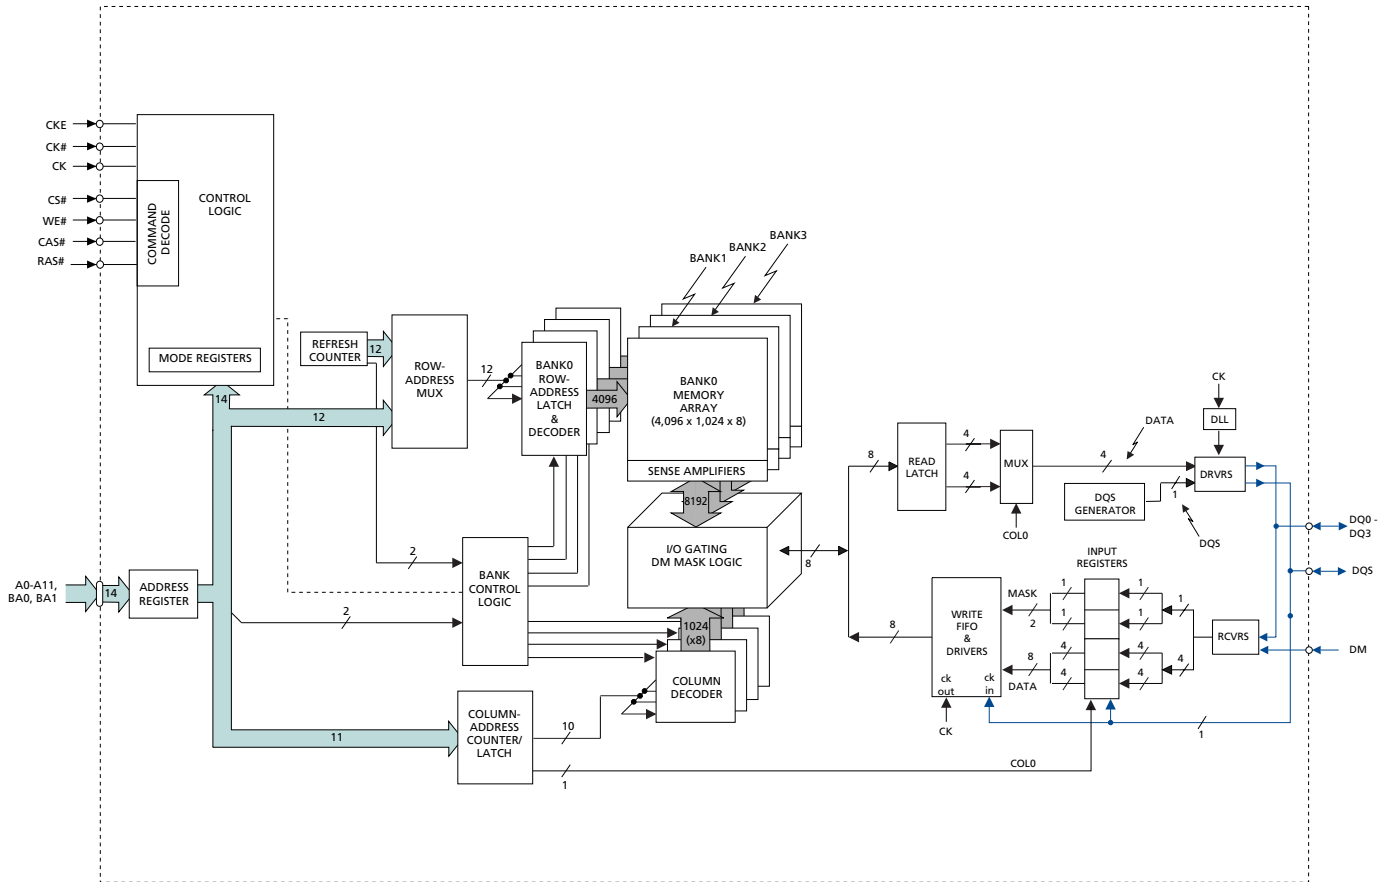 CKE
CK#
CK
CS#
WE#
CAS#
RAS#
COMMAND
DECODE
CONTROL
LOGIC
MODE REGISTERS
14
REFRESH
COUNTER
12
12
ROW-
ADDRESS
MUX
12
BANK0
ROW-
ADDRESS
LATCH
&
DECODER
4096
BANK1
BANK2
BANK3
BANK0
MEMORY
ARRAY
(4,096 x 1,024 x 8)
SENSE AMPLIFIERS
8192
I/O GATING
DM MASK LOGIC
8
2
BANK
CONTROL
LOGIC
2
A0-A11,
BA0, BA1
14
ADDRESS
REGISTER
11
COLUMN-
ADDRESS
COUNTER/
LATCH
10
1
1024
(x8)
COLUMN
DECODER
COL0
8
READ
LATCH
4
4
MUX
COL0
4
DATA
DQS
GENERATOR
1
DQS
CK
DLL
DRVRS
DQ0 -
DQ3
DQS
DM
8
WRITE
FIFO
&
DRIVERS
ck
out
ck
in
CK
MASK
2
8
DATA
INPUT
REGISTERS
1
1
4
4
1
1
4
4
1
4
RCVRS
1